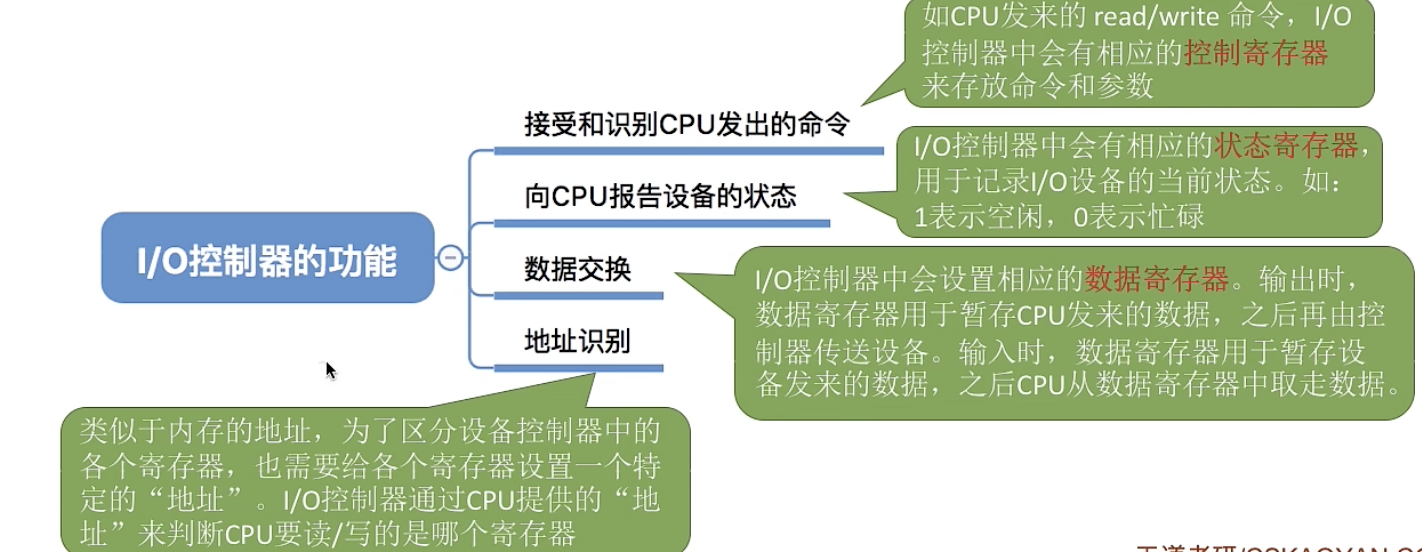 如CPU发来的 read/write 命令，I/O
控制器中会有相应的控制寄存器
来存放命令和参数
接受和识别CPU发出的命令
I/O控制器中会有相应的状态寄存器，
用于记录I/O设备的当前状态。如：
1表示空闲，0表示忙碌
向CPU报告设备的状态
I/O控制器的功能
数据交换
I/O控制器中会设置相应的数据寄存器。输出时，
数据寄存器用于暂存CPU发来的数据，之后再由控
制器传送设备。输入时，数据寄存器用于暂存设
备发来的数据，之后CPU从数据寄存器中取走数据。
地址识别
类似于内存的地址，为了区分设备控制器中的
各个寄存器，也需要给各个寄存器设置一个特
定的“地址”。I/O控制器通过CPU提供的“地
址”来判断CPU要读/写的是哪个寄存器